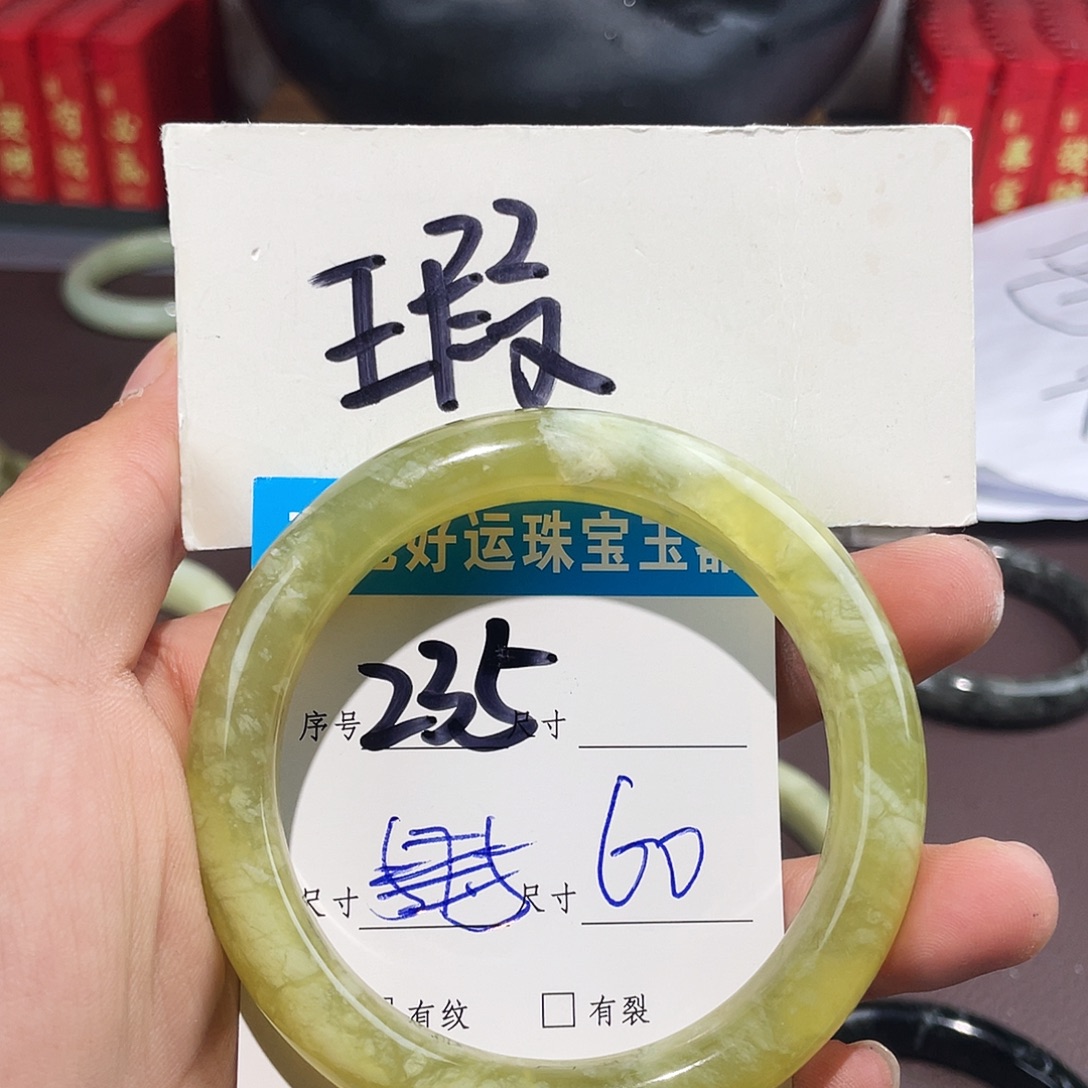 瑕
好运珠宝玉器
序号 235 尺寸
尺寸 尺寸 60
有纹 □ 有裂